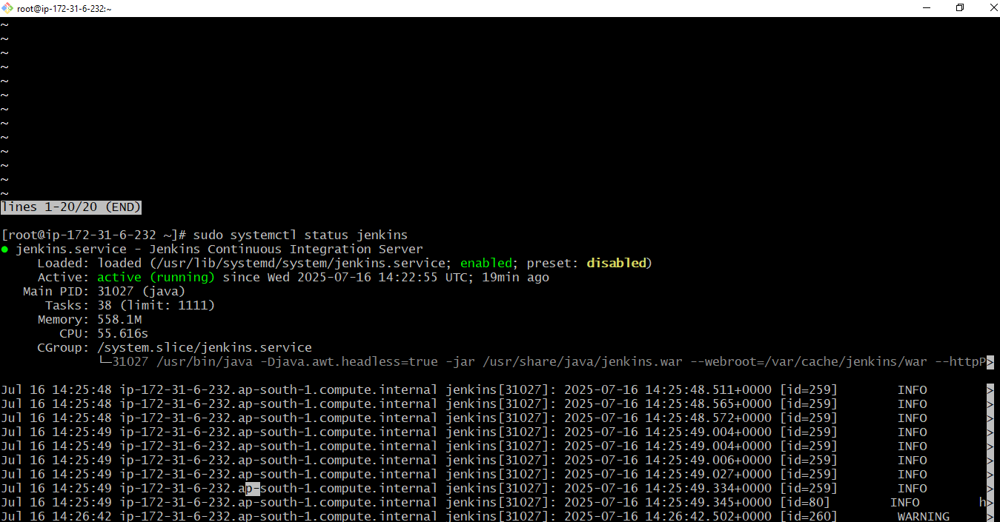 root@ip-172-31-6-232:~
~
~
~
~
~
~
~
~
~
~
~
~
~
lines 1-20/20 (END)
[root@ip-172-31-6-232 ~]# sudo systemctl status jenkins
● jenkins.service - Jenkins Continuous Integration Server
Loaded: loaded (/usr/lib/systemd/system/jenkins.service; enabled; preset: disabled)
Active: active (running) since Wed 2025-07-16 14:22:55 UTC; 19min ago
Main PID: 31027 (java)
Tasks: 38 (limit: 1111)
Memory: 558.1M
CPU: 55.616s
CGroup: /system.slice/jenkins.service
└─31027 /usr/bin/java -Djava.awt.headless=true -jar /usr/share/java/jenkins.war --webroot=/var/cache/jenkins/war --httpP>
Jul 16 14:25:48 ip-172-31-6-232.ap-south-1.compute.internal jenkins[31027]: 2025-07-16 14:25:48.511+0000 [id=259] INFO >
Jul 16 14:25:48 ip-172-31-6-232.ap-south-1.compute.internal jenkins[31027]: 2025-07-16 14:25:48.565+0000 [id=259] INFO >
Jul 16 14:25:48 ip-172-31-6-232.ap-south-1.compute.internal jenkins[31027]: 2025-07-16 14:25:48.572+0000 [id=259] INFO >
Jul 16 14:25:49 ip-172-31-6-232.ap-south-1.compute.internal jenkins[31027]: 2025-07-16 14:25:49.004+0000 [id=259] INFO >
Jul 16 14:25:49 ip-172-31-6-232.ap-south-1.compute.internal jenkins[31027]: 2025-07-16 14:25:49.004+0000 [id=259] INFO >
Jul 16 14:25:49 ip-172-31-6-232.ap-south-1.compute.internal jenkins[31027]: 2025-07-16 14:25:49.006+0000 [id=259] INFO >
Jul 16 14:25:49 ip-172-31-6-232.ap-south-1.compute.internal jenkins[31027]: 2025-07-16 14:25:49.027+0000 [id=259] INFO >
Jul 16 14:25:49 ip-172-31-6-232.ap-south-1.compute.internal jenkins[31027]: 2025-07-16 14:25:49.334+0000 [id=259] INFO >
Jul 16 14:25:49 ip-172-31-6-232.ap-south-1.compute.internal jenkins[31027]: 2025-07-16 14:25:49.345+0000 [id=80] INFO h>
Jul 16 14:26:42 ip-172-31-6-232.ap-south-1.compute.internal jenkins[31027]: 2025-07-16 14:26:42.502+0000 [id=260] WARNING >